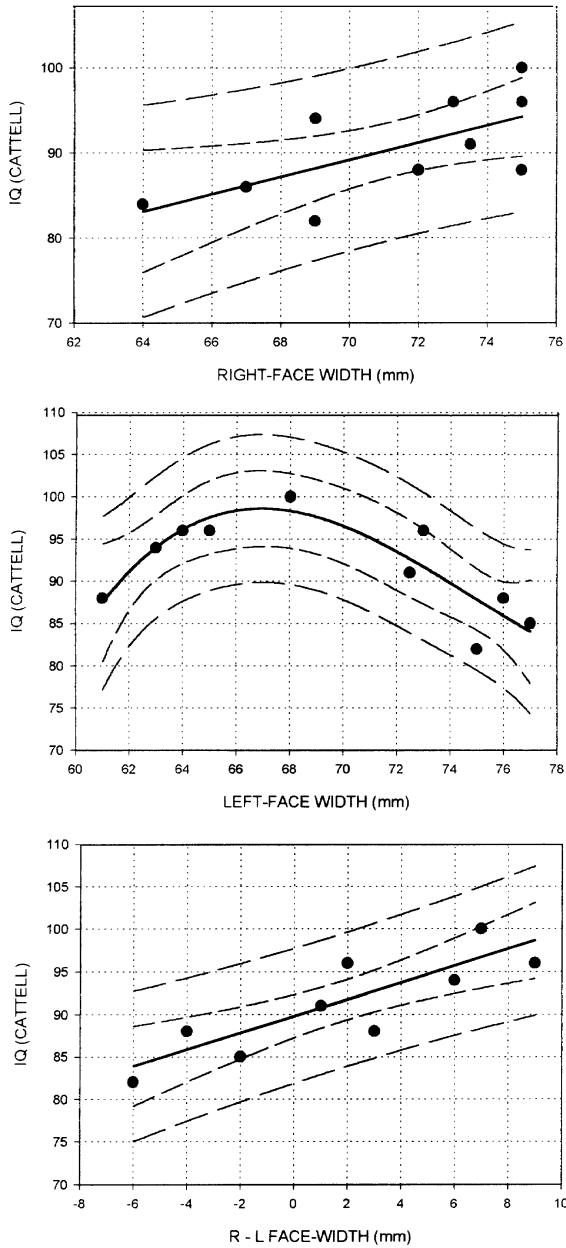 IQ (CATTELL)
100
90
80
70
62 64 66 68 70 72 74 76
RIGHT-FACE WIDTH (mm)
IQ (CATTELL)
110
105
100
95
90
85
80
75
70
60 62 64 66 68 70 72 74 76 78
LEFT-FACE WIDTH (mm)
IQ (CATTELL)
110
105
100
95
90
85
80
75
70
-8 -6 -4 -2 0 2 4 6 8 10
R - L FACE-WIDTH (mm)